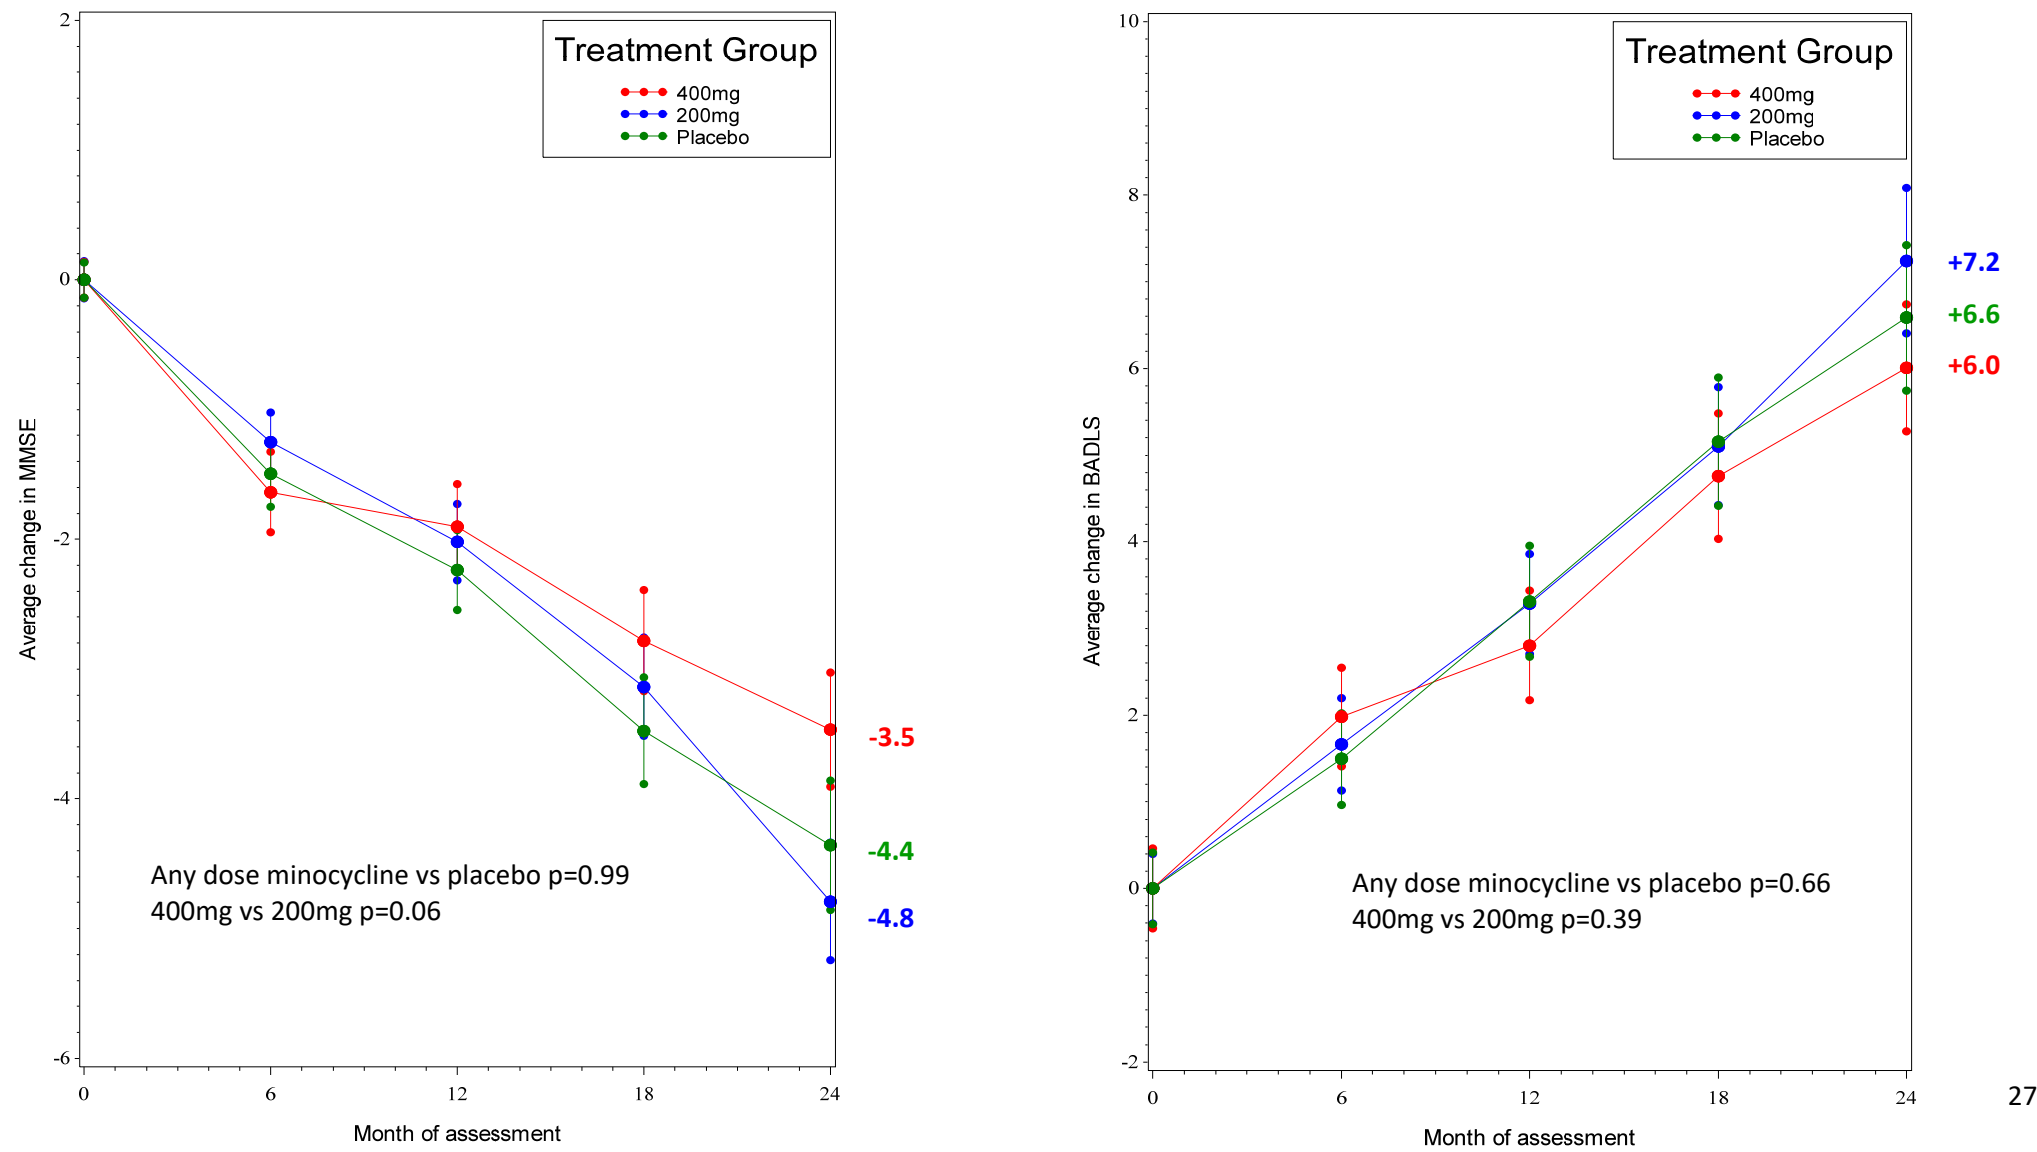 Treatment Group
400mg
200mg
Placebo
2
0
-2
-4
-6
Average change in MMSE
0
6
12
18
24
Month of assessment
-3.5
-4.4
-4.8
Any dose minocycline vs placebo p=0.99
400mg vs 200mg p=0.06
Treatment Group
400mg
200mg
Placebo
10
8
6
4
2
0
-2
Average change in BADLS
0
6
12
18
24
Month of assessment
+7.2
+6.6
+6.0
Any dose minocycline vs placebo p=0.66
400mg vs 200mg p=0.39
27